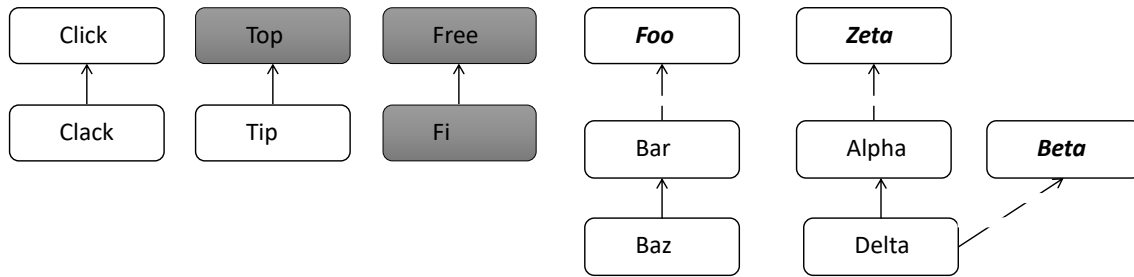 Click
Top
Free
Foo
Zeta
Clack
Tip
Fi
Bar
Alpha
Beta
Baz
Delta